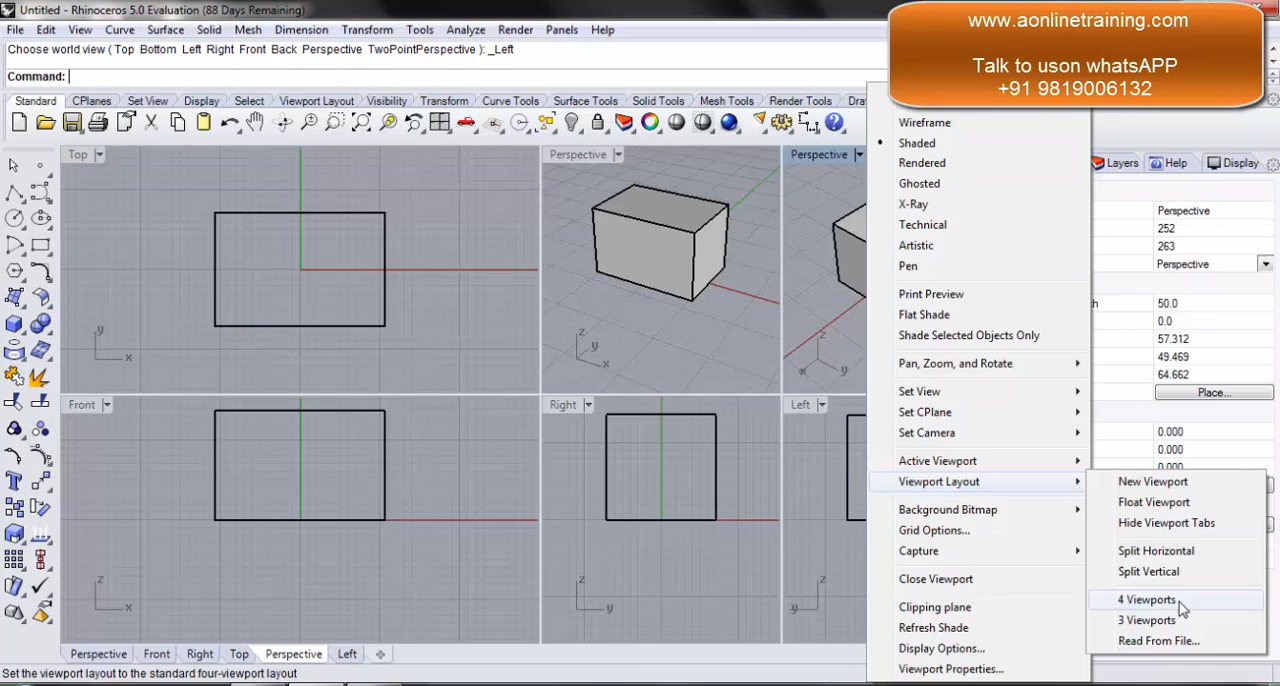 Untitled - Rhinoceros 5.0 Evaluation (88 Days Remaining)
www.aonlinetraining.com
Talk to uson whatsAPP
+91 9819006132
File Edit View Curve Surface Solid Mesh Dimension Transform Tools Analyze Render Panels Help
Choose world view ( Top Bottom Left Right Front Back Perspective TwoPointPerspective ): _Left
Command:
Standard CPlanes Set View Display Select Viewport Layout Visibility Transform Curve Tools Surface Tools Solid Tools Mesh Tools Render Tools Dra
Top
Perspective
Perspective
Wireframe
Shaded
Rendered
Ghosted
X-Ray
Technical
Artistic
Pen
Print Preview
Flat Shade
Shade Selected Objects Only
Pan, Zoom, and Rotate
Set View
Set CPlane
Set Camera
Active Viewport
Viewport Layout
Background Bitmap
Grid Options...
Capture
Close Viewport
Clipping plane
Refresh Shade
Display Options...
Viewport Properties...
Layers Help Display
Perspective
252
263
Perspective
h 50.0
0.0
57.312
49.469
64.662
Place...
0.000
0.000
0.000
New Viewport
Float Viewport
Hide Viewport Tabs
Split Horizontal
Split Vertical
4 Viewports
3 Viewports
Read From File...
y
x
z
y
x
z
x
y
Front
Right
Left
z
x
z
y
z
y
Perspective Front Right Top Perspective Left
Set the viewport layout to the standard four-viewport layout